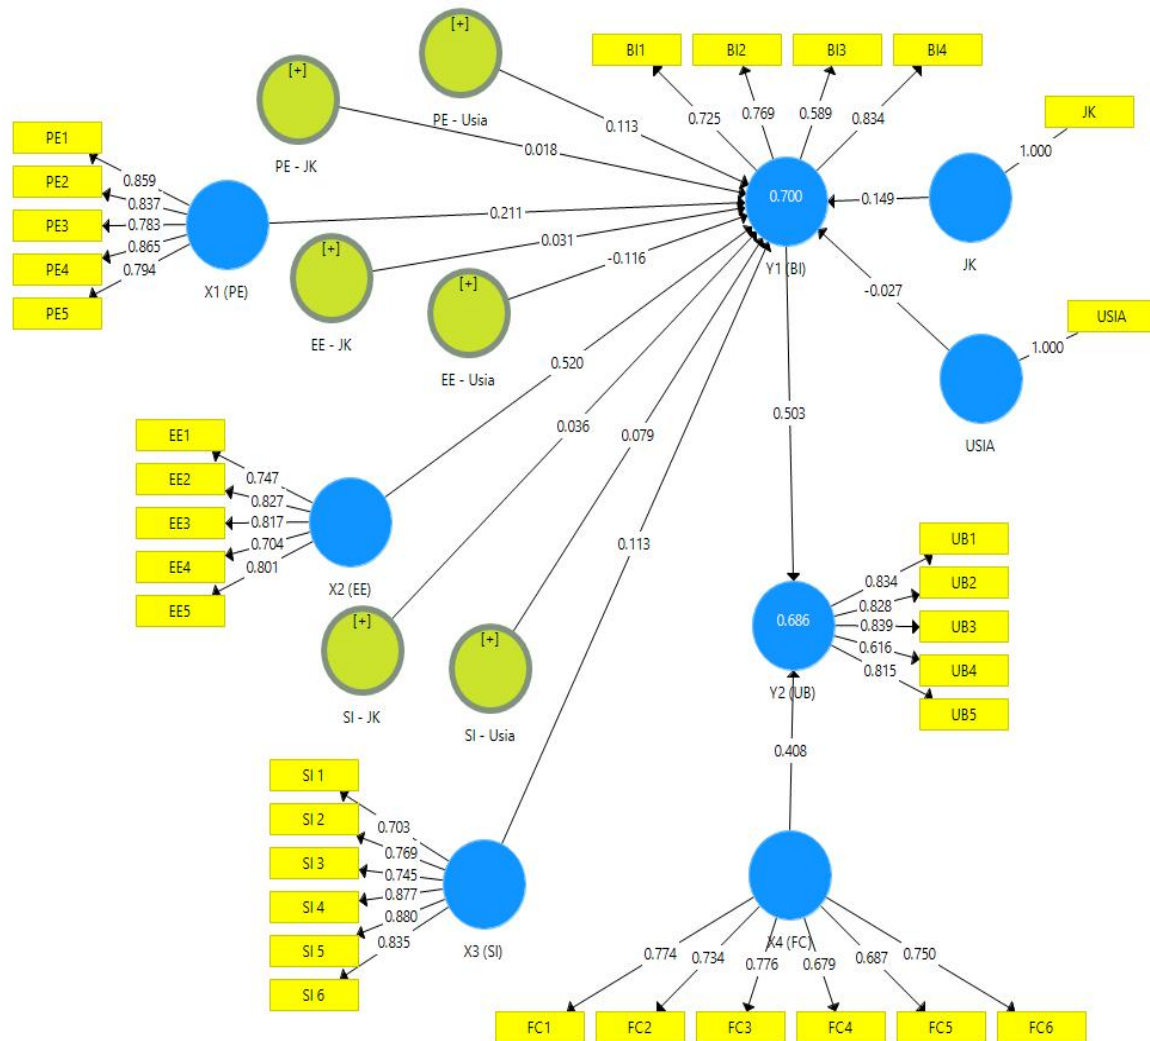 [+]
PE - Usia
[+]
PE - JK
BI1
BI2
BI3
BI4
0.725
0.769
0.589
0.834
0.700
Y1 (BI)
JK
1.000
JK
0.149
USIA
1.000
USIA
-0.027
PE1
PE2
PE3
PE4
PE5
0.859
0.837
0.783
0.865
0.794
X1 (PE)
0.113
0.018
0.211
0.031
-0.116
[+]
EE - JK
[+]
EE - Usia
0.520
0.036
0.079
0.113
0.503
EE1
EE2
EE3
EE4
EE5
0.747
0.827
0.817
0.704
0.801
X2 (EE)
[+]
SI - JK
[+]
SI - Usia
0.686
Y2 (UB)
0.834
0.828
0.839
0.616
0.815
UB1
UB2
UB3
UB4
UB5
0.408
SI 1
SI 2
SI 3
SI 4
SI 5
SI 6
0.703
0.769
0.745
0.877
0.880
0.835
X3 (SI)
X4 (FC)
0.774
0.734
0.776
0.679
0.687
0.750
FC1
FC2
FC3
FC4
FC5
FC6